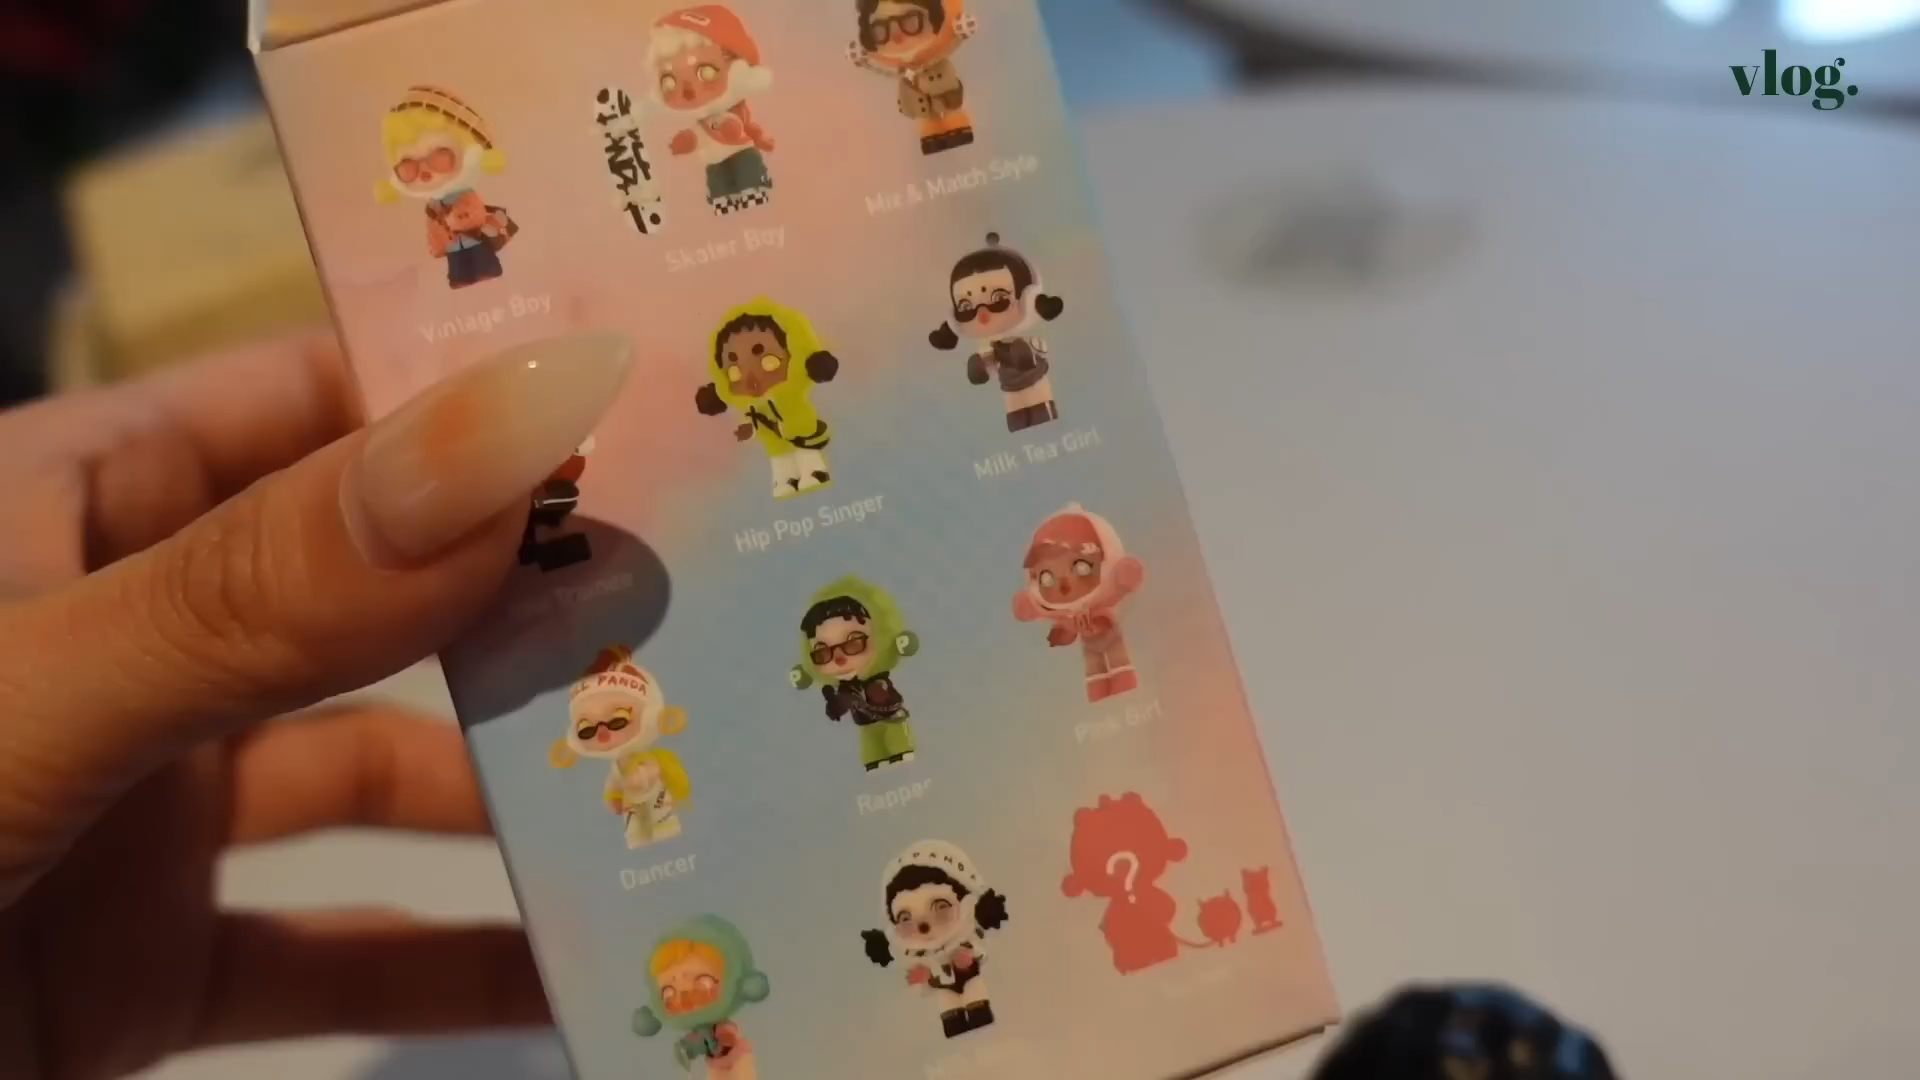 vlog.
Vintage Boy
Skater Boy
Mix & Match Style
Hip Pop Singer
Milk Tea Girl
PANDA
Dancer
P
P
Rapper
Pink Girl
PANDA
?